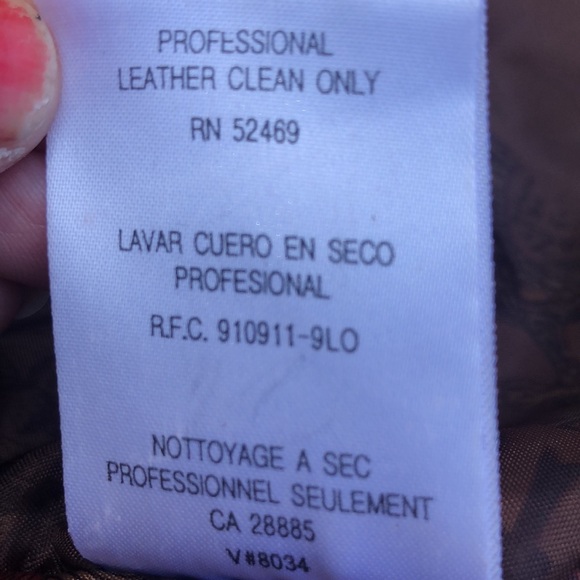 PROFESSIONAL
LEATHER CLEAN ONLY
RN 52469
LAVAR CUERO EN SECO
PROFESIONAL
R.F.C. 910911-9LO
NOTTOYAGE A SEC
PROFESSIONNEL SEULEMENT
CA 28885
V#8034